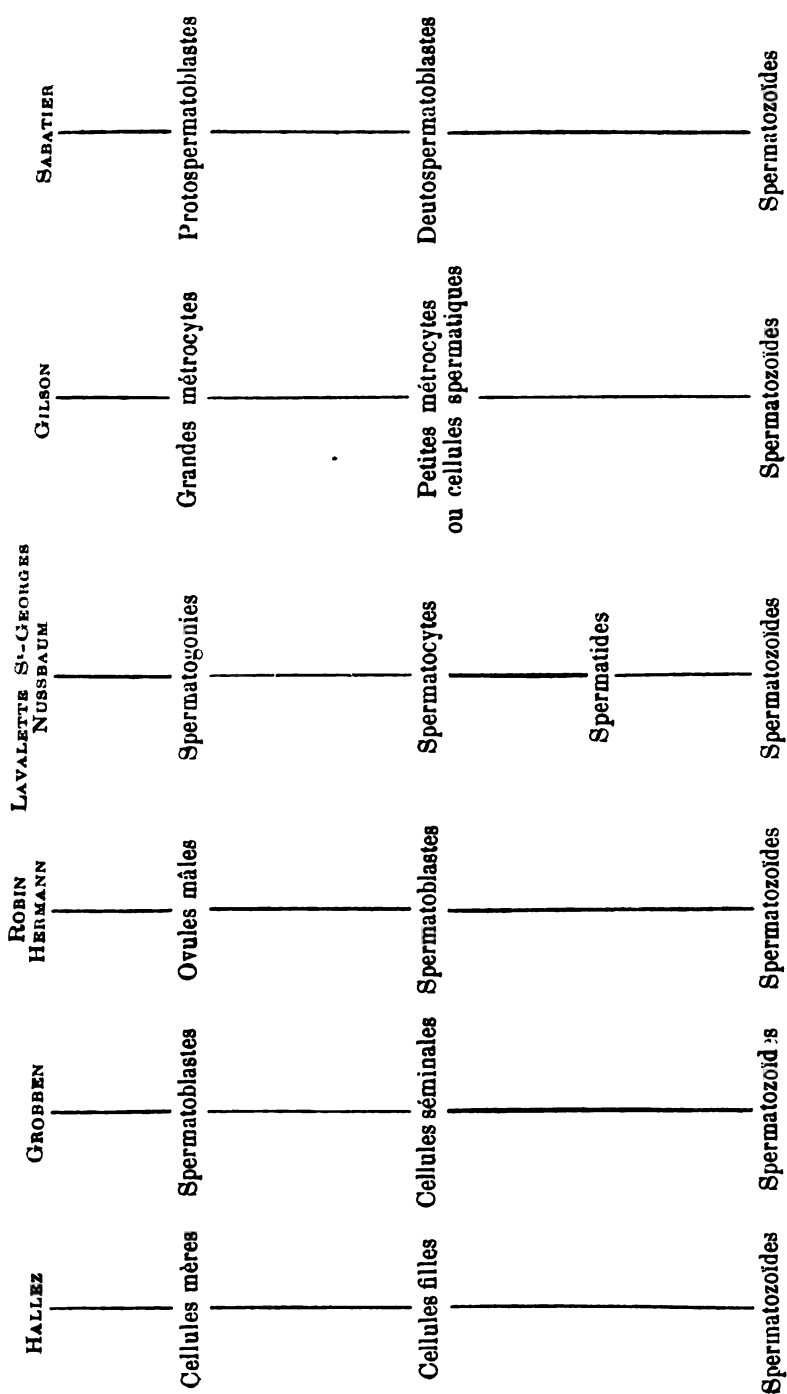 HALLEZ
GROBBEN
ROBIN
HERMANN
LAVALETTE St-GEORGES
NUSSBAUM
GILSON
SABATIER
Cellules mères
Spermatoblastes
Ovules mâles
Spermatogonies
Grandes métrocytes
Protospermatoblastes
Cellules filles
Cellules séminales
Spermatoblastes
Spermatocytes
Petites métrocytes
ou cellules spermatiques
Deutospermatoblastes
Spermatides
Spermatozoïdes
Spermatozoïdes
Spermatozoïdes
Spermatozoïdes
Spermatozoïdes
Spermatozoïdes